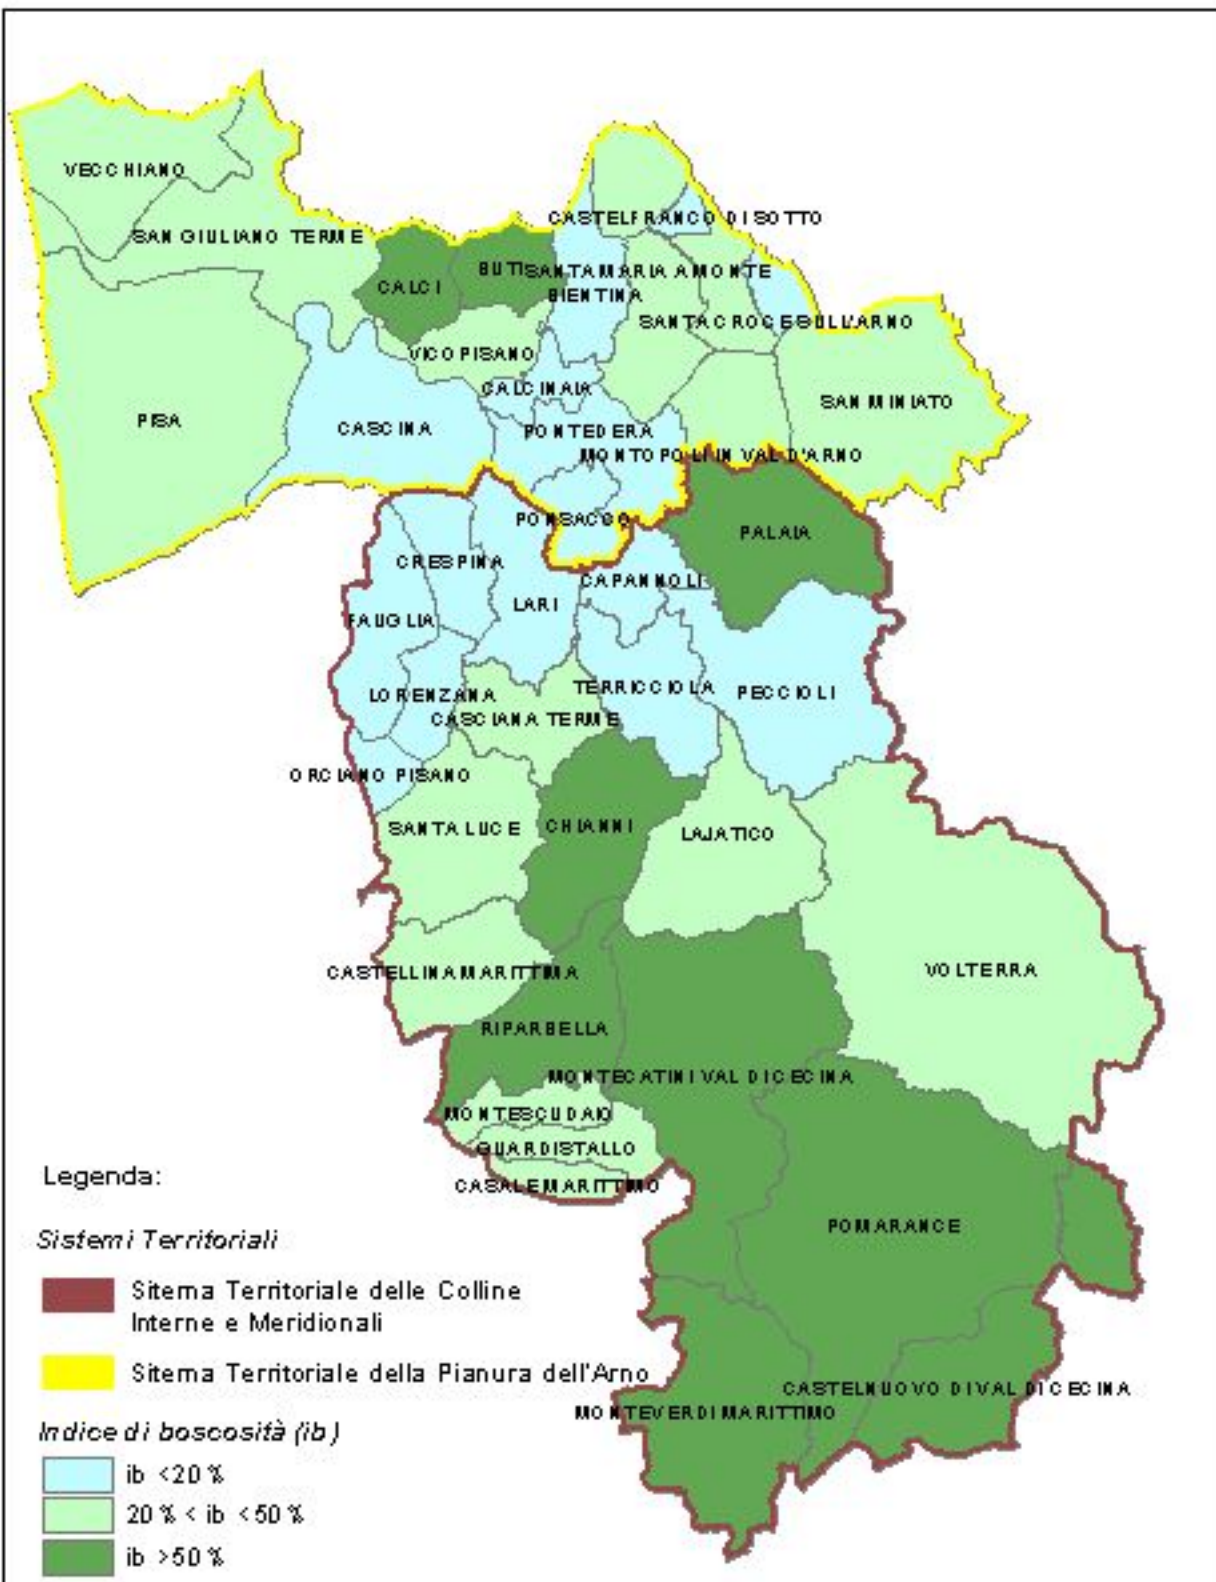 VECCHIANO
CASTELFRANCO DI SOTTO
SAN GIULIANO TERME
BUTI
SANTA MARIA A MONTE
CALCI
BIENTINA
SANTA CROCE SULL'ARNO
VICOPISANO
CALCINAIA
SAN MINIATO
PISA
CASCINA
PONTEDERA
MONTOPOLI IN VAL D'ARNO
PONSACCO
PALAIA
CRESPINA
CAPANNOLI
LARI
FAUGLIA
TERRICCIOLA
PECCIOLI
LORENZANA
CASCIANA TERME
ORCIANO PISANO
SANTA LUCE
CHIANNI
LAJATICO
CASTELLINA MARITTIMA
VOLTERRA
RIPARBELLA
MONTECATINI VAL DI CECINA
MONTESCUDAIO
GUARDISTALLO
CASALE MARITTIMO
POMARANCE
CASTELNUOVO DI VAL DI CECINA
MONTEVERDI MARITTIMO
Legenda:
Sistemi Territoriali
Sitema Territoriale delle Colline
Interne e Meridionali
Sitema Territoriale della Pianura dell'Arno
Indice di boscosità (ib)
ib <20 %
20 % < ib <50 %
ib >50 %